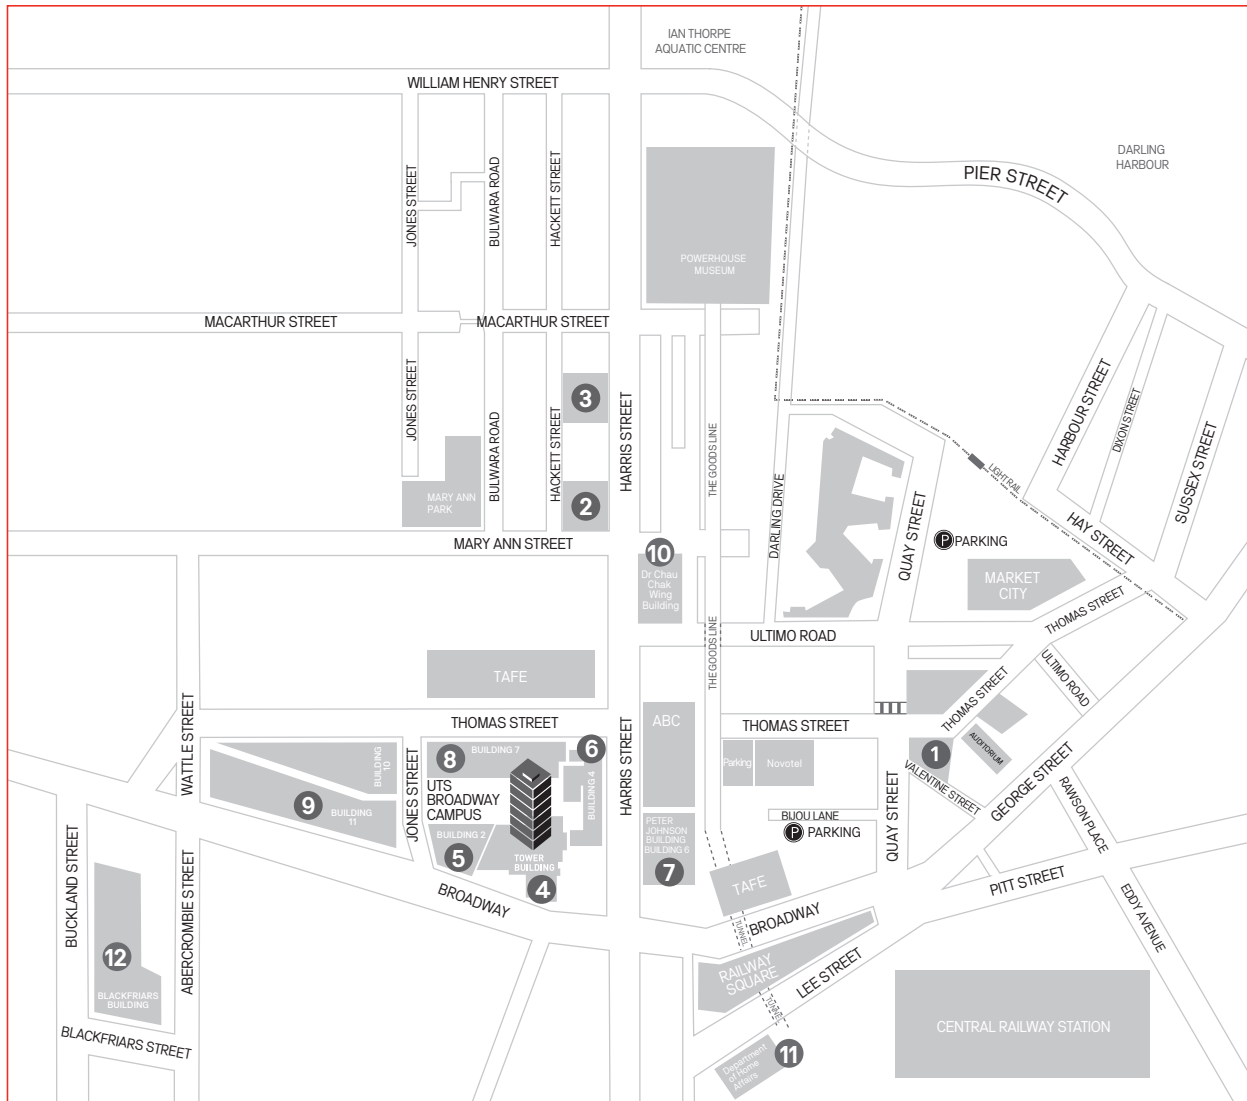 IAN THORPE
AQUATIC CENTRE
WILLIAM HENRY STREET
DARLING
HARBOUR
PIER STREET
JONES STREET
BULWARA ROAD
HACKETT STREET
POWERHOUSE
MUSEUM
MACARTHUR STREET
MACARTHUR STREET
JONES STREET
BULWARA ROAD
HACKETT STREET
3
HARRIS STREET
THE GOODS LINE
DARLING DRIVE
HARBOUR STREET
DIXON STREET
SUSSEX STREET
LIGHT RAIL
HAY STREET
MARY ANN
PARK
2
QUAY STREET
P PARKING
MARY ANN STREET
10
Dr Chau
Chak
Wing
Building
MARKET
CITY
THOMAS STREET
ULTIMO ROAD
THE GOODS LINE
ULTIMO ROAD
TAFE
THOMAS STREET
WATTLE STREET
THOMAS STREET
ABC
THOMAS STREET
HARRIS STREET
8
BUILDING 7
6
BUILDING 4
BUILDING
10
JONES STREET
UTS
BROADWAY
CAMPUS
Parking
Novotel
1
AUDITORIUM
VALENTINE STREET
GEORGE STREET
RAWSON PLACE
9
BUILDING
11
BUILDING 2
5
TOWER
BUILDING
4
PETER
JOHNSON
BUILDING
BUILDING 6
7
BIJOU LANE
P PARKING
QUAY STREET
TAFE
PITT STREET
BROADWAY
BROADWAY
TUNNEL
EDDY AVENUE
BUCKLAND STREET
ABERCROMBIE STREET
12
BLACKFRIARS
BUILDING
RAILWAY
SQUARE
LEE STREET
TUNNEL
CENTRAL RAILWAY STATION
BLACKFRIARS STREET
Department
of Home
Affairs
11